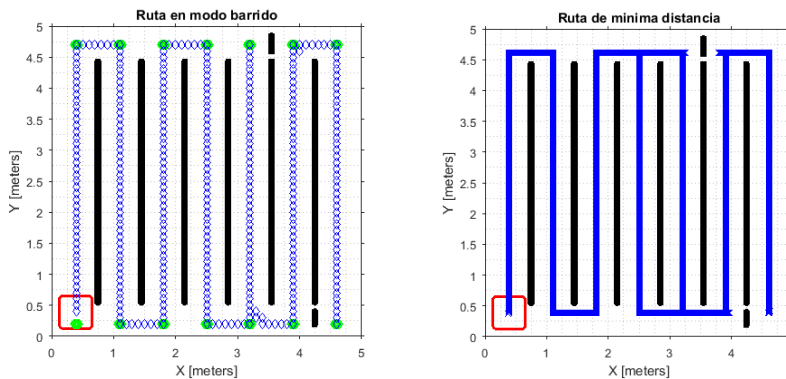 Ruta en modo barrido
5
4.5
4
3.5
3
2.5
2
1.5
1
0.5
0
0 1 2 3 4 5
X [meters]
Y [meters]
Ruta de minima distancia
5
4.5
4
3.5
3
2.5
2
1.5
1
0.5
0
0 1 2 3 4
X [meters]
Y [meters]